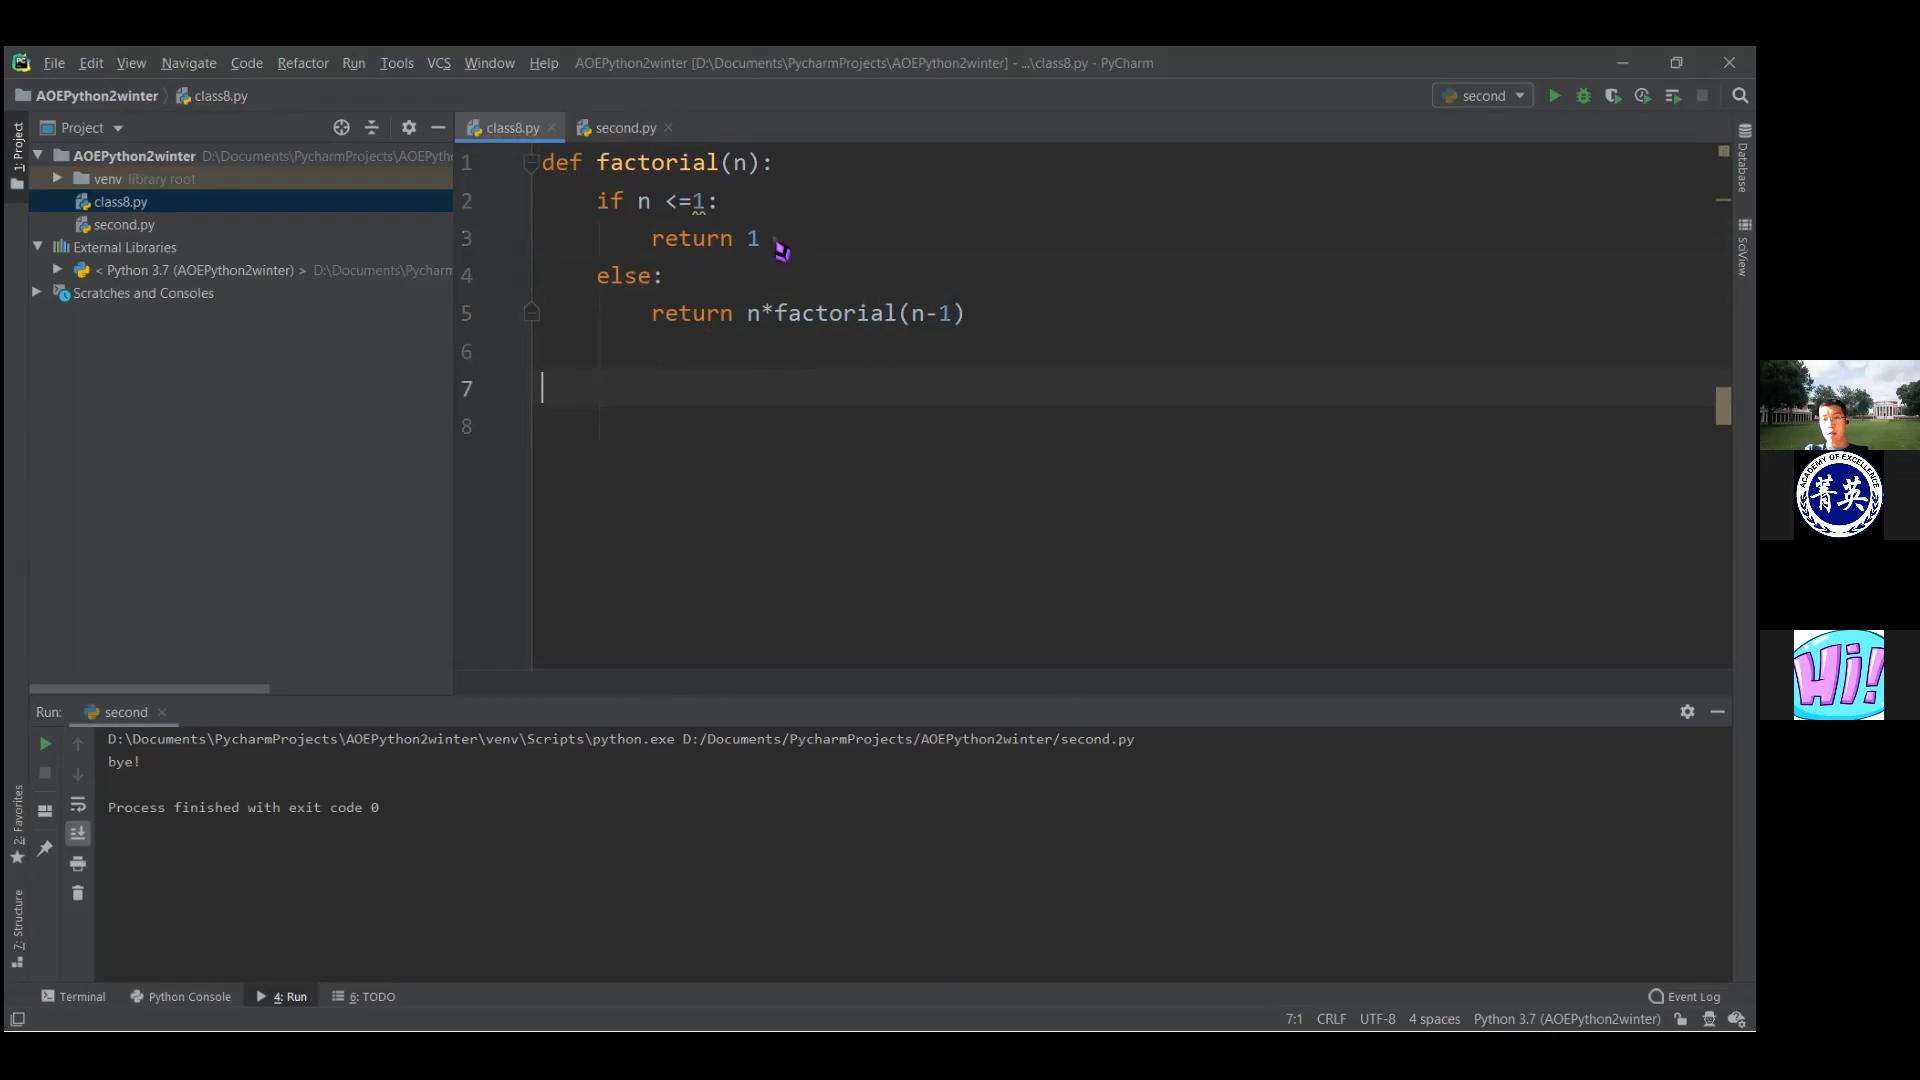 File Edit View Navigate Code Refactor Run Tools VCS Window Help AOEPython2winter [D:\Documents\PycharmProjects\AOEPython2winter] - ...\class8.py - PyCharm
AOEPython2winter class8.py second
Project class8.py second.py
1: Project
AOEPython2winter D:\Documents\PycharmProjects\AOEPyth
venv library root
class8.py
second.py
External Libraries
< Python 3.7 (AOEPython2winter) > D:\Documents\Pycharm
Scratches and Consoles
1 def factorial(n):
2 if n <=1:
3 return 1
4 else:
5 return n*factorial(n-1)
6
7
8
Database
SciView
ACADEMY OF EXCELLENCE
菁英
Hi!
Run: second
D:\Documents\PycharmProjects\AOEPython2winter\venv\Scripts\python.exe D:/Documents/PycharmProjects/AOEPython2winter/second.py
bye!
Process finished with exit code 0
2: Favorites
7: Structure
Terminal Python Console 4: Run 6: TODO Event Log
7:1 CRLF UTF-8 4 spaces Python 3.7 (AOEPython2winter)